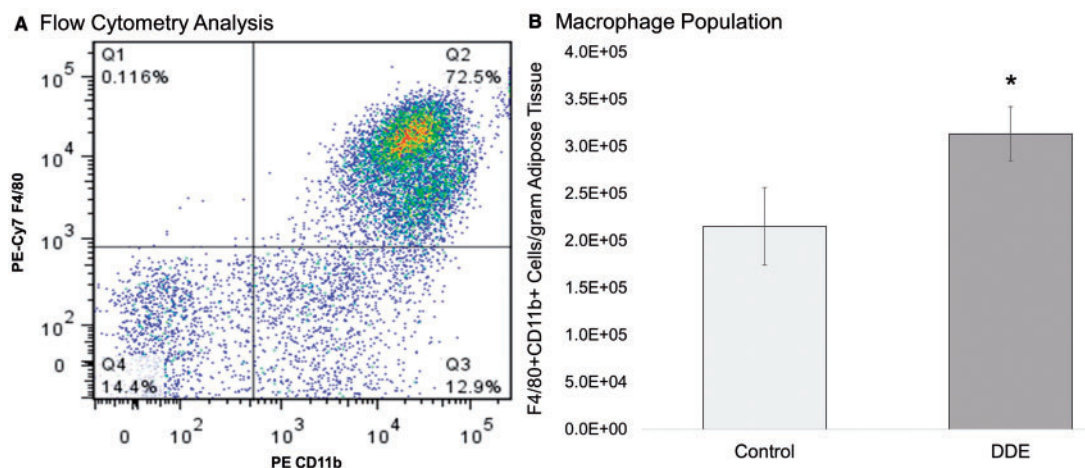 A Flow Cytometry Analysis
Q1
0.116%
Q2
72.5%
10^5
10^4
10^3
10^2
0
PE-Cy7 F4/80
Q4
14.4%
Q3
12.9%
0 10^2 10^3 10^4 10^5
PE CD11b
B Macrophage Population
F4/80+CD11b+ Cells/gram Adipose Tissue
4.0E+05
3.5E+05
3.0E+05
2.5E+05
2.0E+05
1.5E+05
1.0E+05
5.0E+04
0.0E+00
*
Control DDE